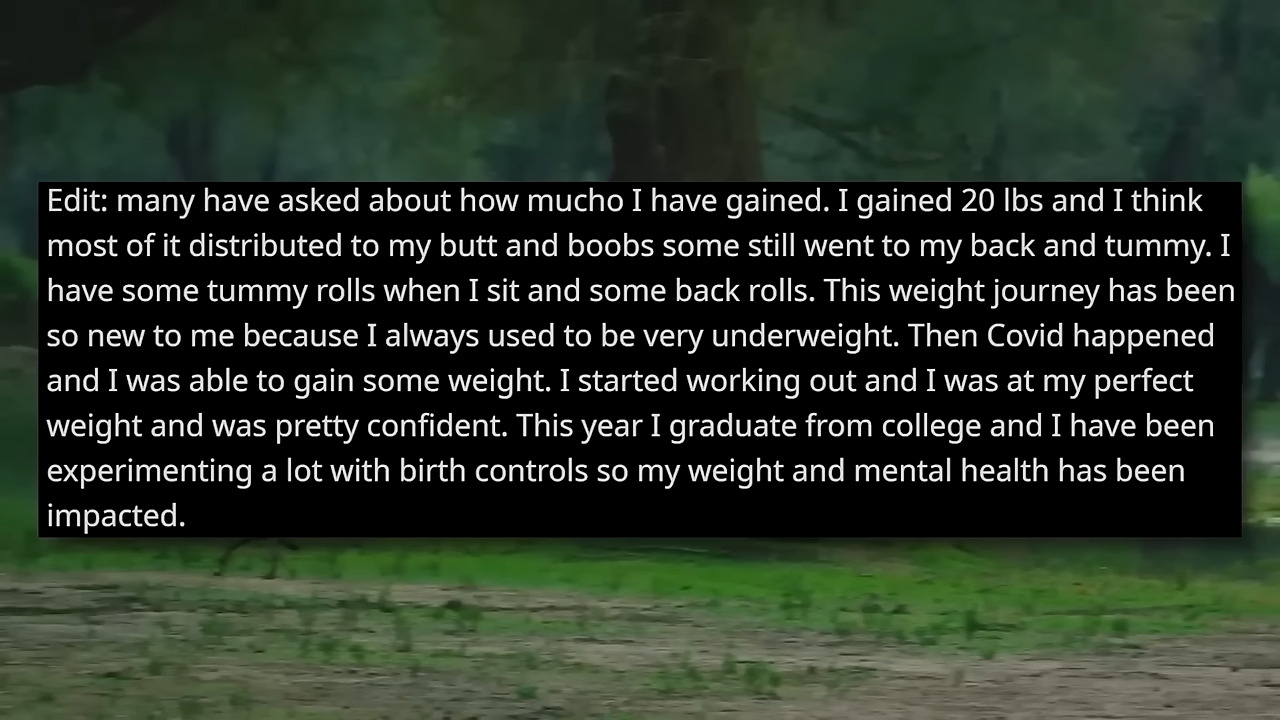 Edit: many have asked about how mucho I have gained. I gained 20 lbs and I think
most of it distributed to my butt and boobs some still went to my back and tummy. I
have some tummy rolls when I sit and some back rolls. This weight journey has been
so new to me because I always used to be very underweight. Then Covid happened
and I was able to gain some weight. I started working out and I was at my perfect
weight and was pretty confident. This year I graduate from college and I have been
experimenting a lot with birth controls so my weight and mental health has been
impacted.